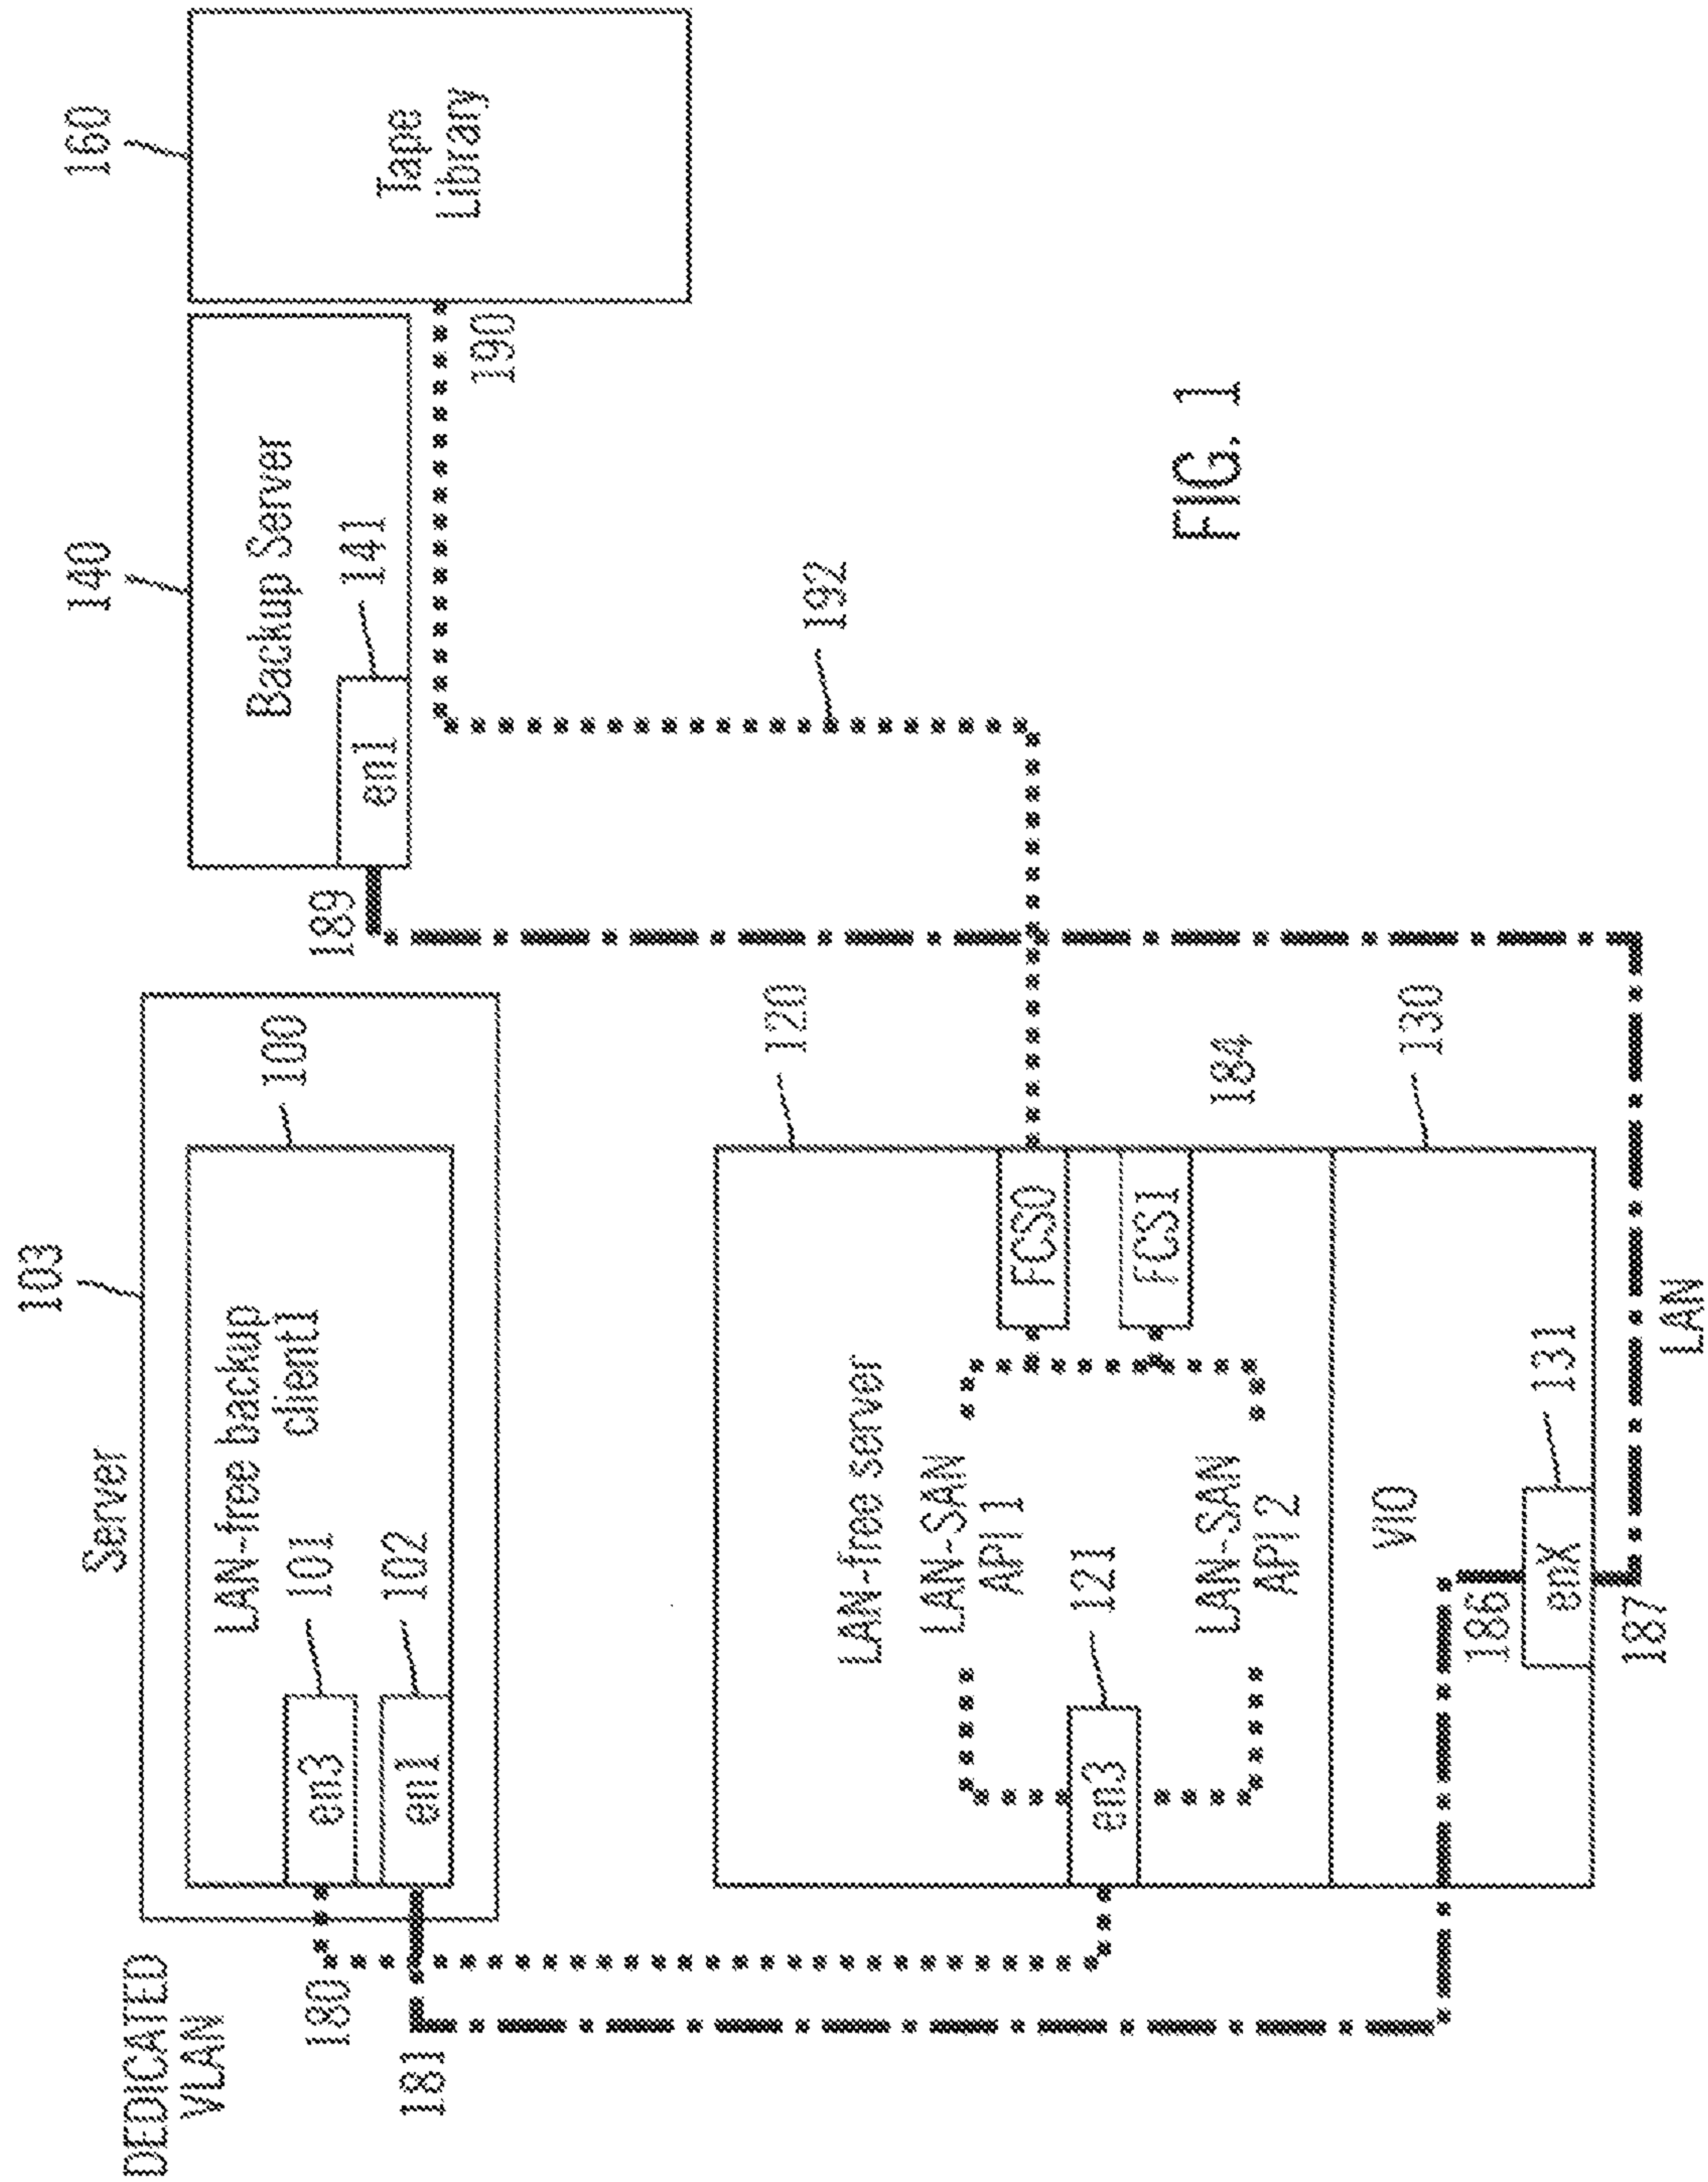 103
Server
100
LAN-free backup
client1
101
en3
102
en1
DEDICATED
VLAN
180
181
140
Backup Server
141
en1
189
160
Tape
Library
190
192
120
LAN-free server
LAN-SAN
API 1
121
en3
LAN-SAN
API 2
FCS0
FCS1
184
130
VIO
131
186
enX
187
LAN
FIG. 1